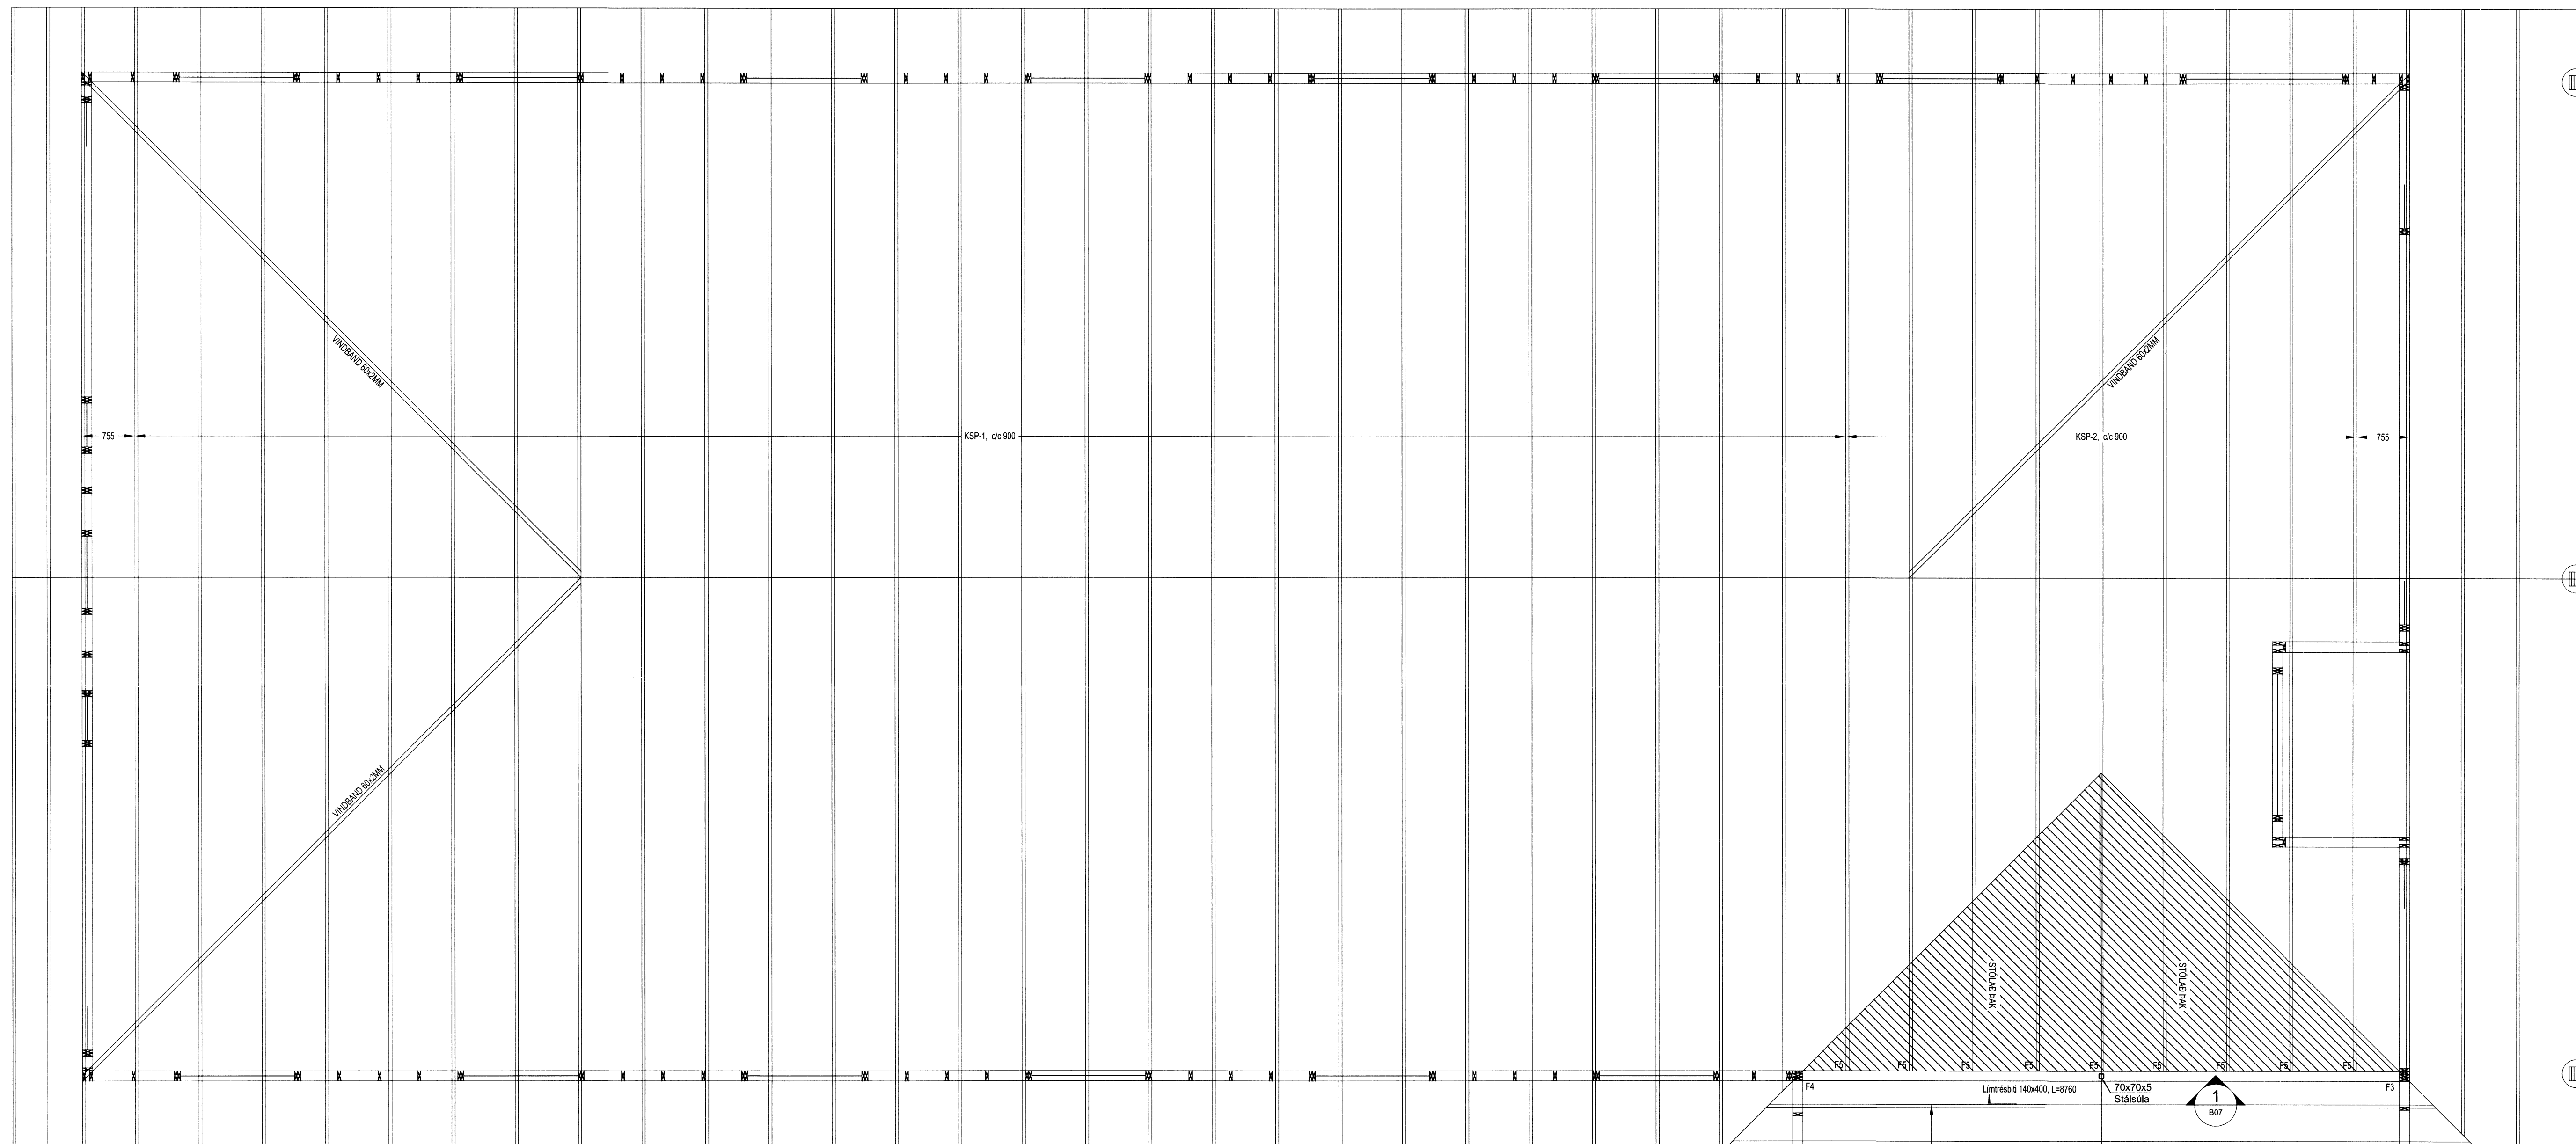 VINDBAND 60x2MM
VINDBAND 60x2MM
755
KSP-1, c/c 900
KSP-2, c/c 900
755
VINDBAND 60x2MM
STÓLAÐ ÞAK
STÓLAÐ ÞAK
F5
F5
F5
F5
F5
F5
F5
F5
F5
F4
Límtrésbiti 140x400, L=8760
70x70x5
Stálsúla
1
B07
F3